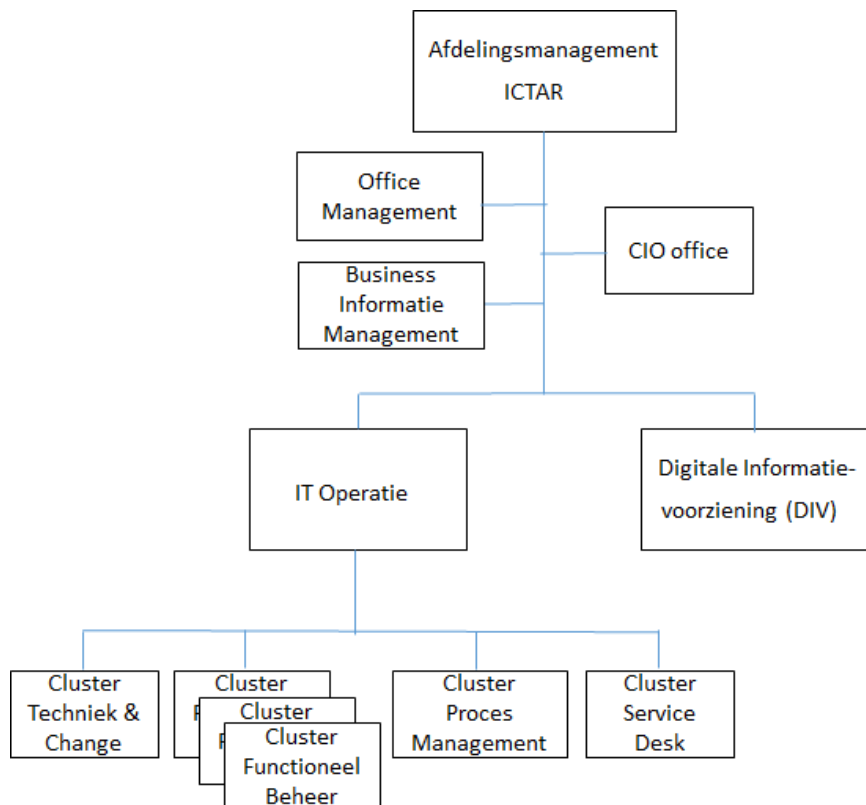 Afdelingsmanagement
ICTAR
Office
Management
CIO office
Business
Informatie
Management
IT Operatie
Digitale Informatie-
voorziening (DIV)
Cluster
Techniek &
Change
Cluster
Cluster
Cluster
Functioneel
Beheer
Cluster
Proces
Management
Cluster
Service
Desk